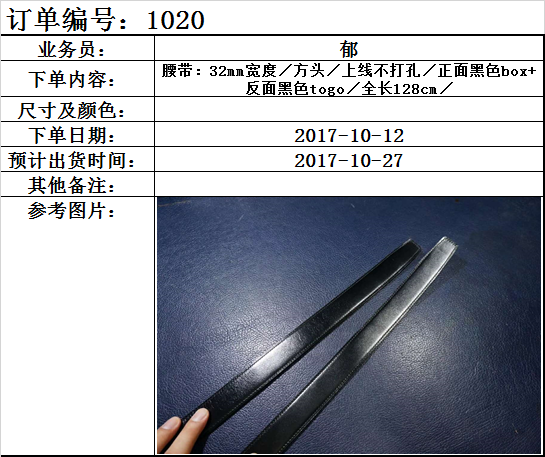 订单编号：1020
业务员： 郁
下单内容： 腰带：32mm宽度／方头／上线不打孔／正面黑色box+
反面黑色togo／全长128cm／
尺寸及颜色：
下单日期： 2017-10-12
预计出货时间： 2017-10-27
其他备注：
参考图片：